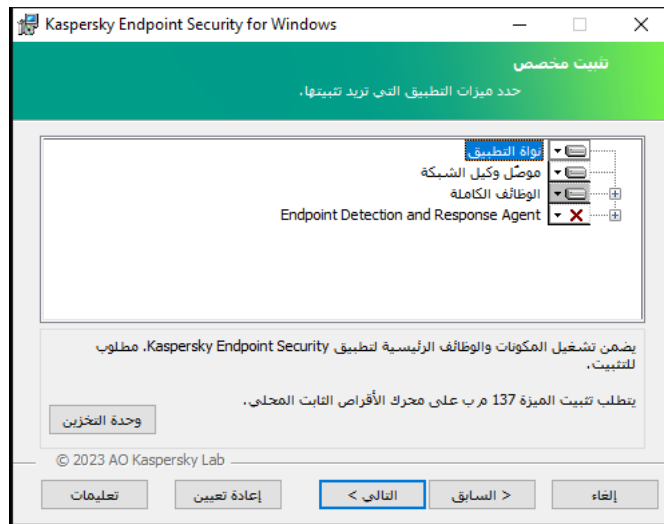 Kaspersky Endpoint Security for Windows
تثبيت مخصص
حدد ميزات التطبيق التي تريد تثبيتها.
نواة التطبيق
موصّل وكيل الشبكة
الوظائف الكاملة
Endpoint Detection and Response Agent
يضمن تشغيل المكونات والوظائف الرئيسية لتطبيق Kaspersky Endpoint Security. مطلوب
للتثبيت.
يتطلب تثبيت الميزة 137 م ب على محرك الأقراص الثابت المحلي.
وحدة التخزين
© 2023 AO Kaspersky Lab
إلغاء
< السابق
التالي >
إعادة تعيين
تعليمات